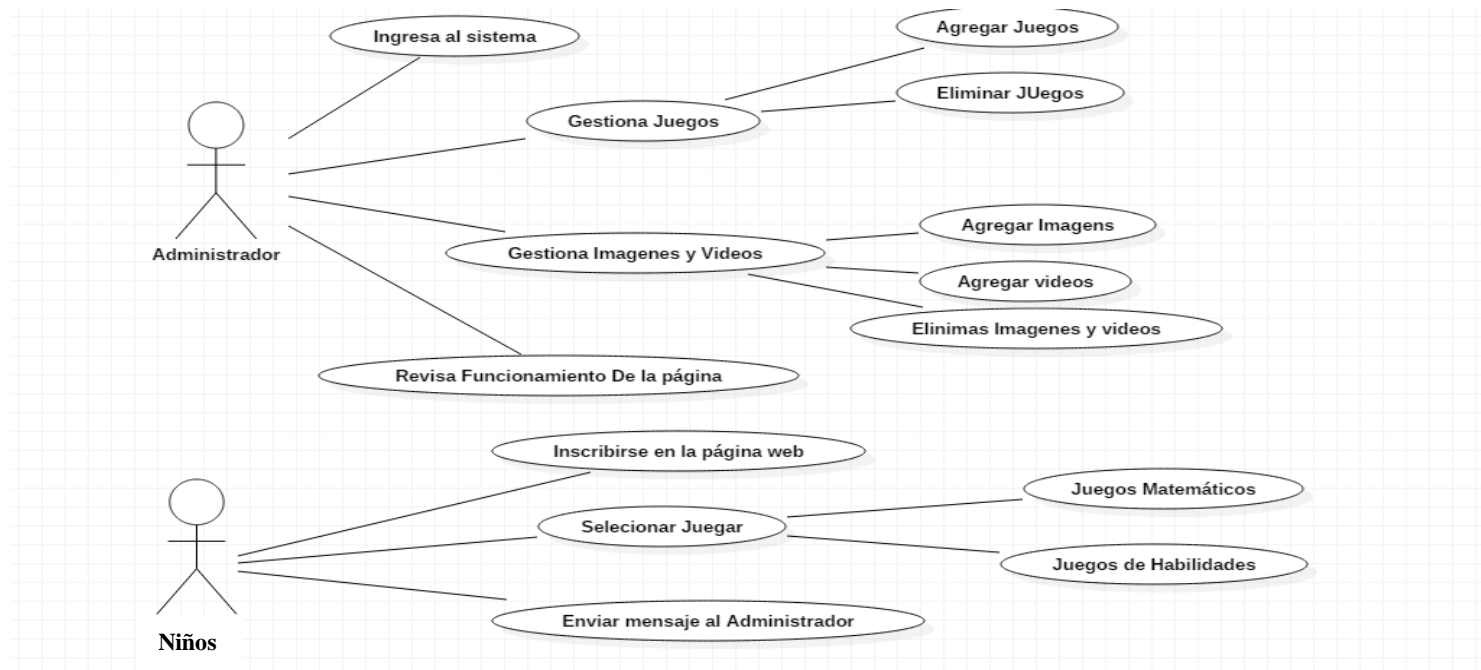 Ingresa al sistema
Agregar Juegos
Eliminar JUegos
Gestiona Juegos
Administrador
Gestiona Imagenes y Videos
Agregar Imagens
Agregar videos
Elinimas Imagenes y videos
Revisa Funcionamiento De la página
Inscribirse en la página web
Selecionar Juegar
Juegos Matemáticos
Juegos de Habilidades
Enviar mensaje al Administrador
Niños